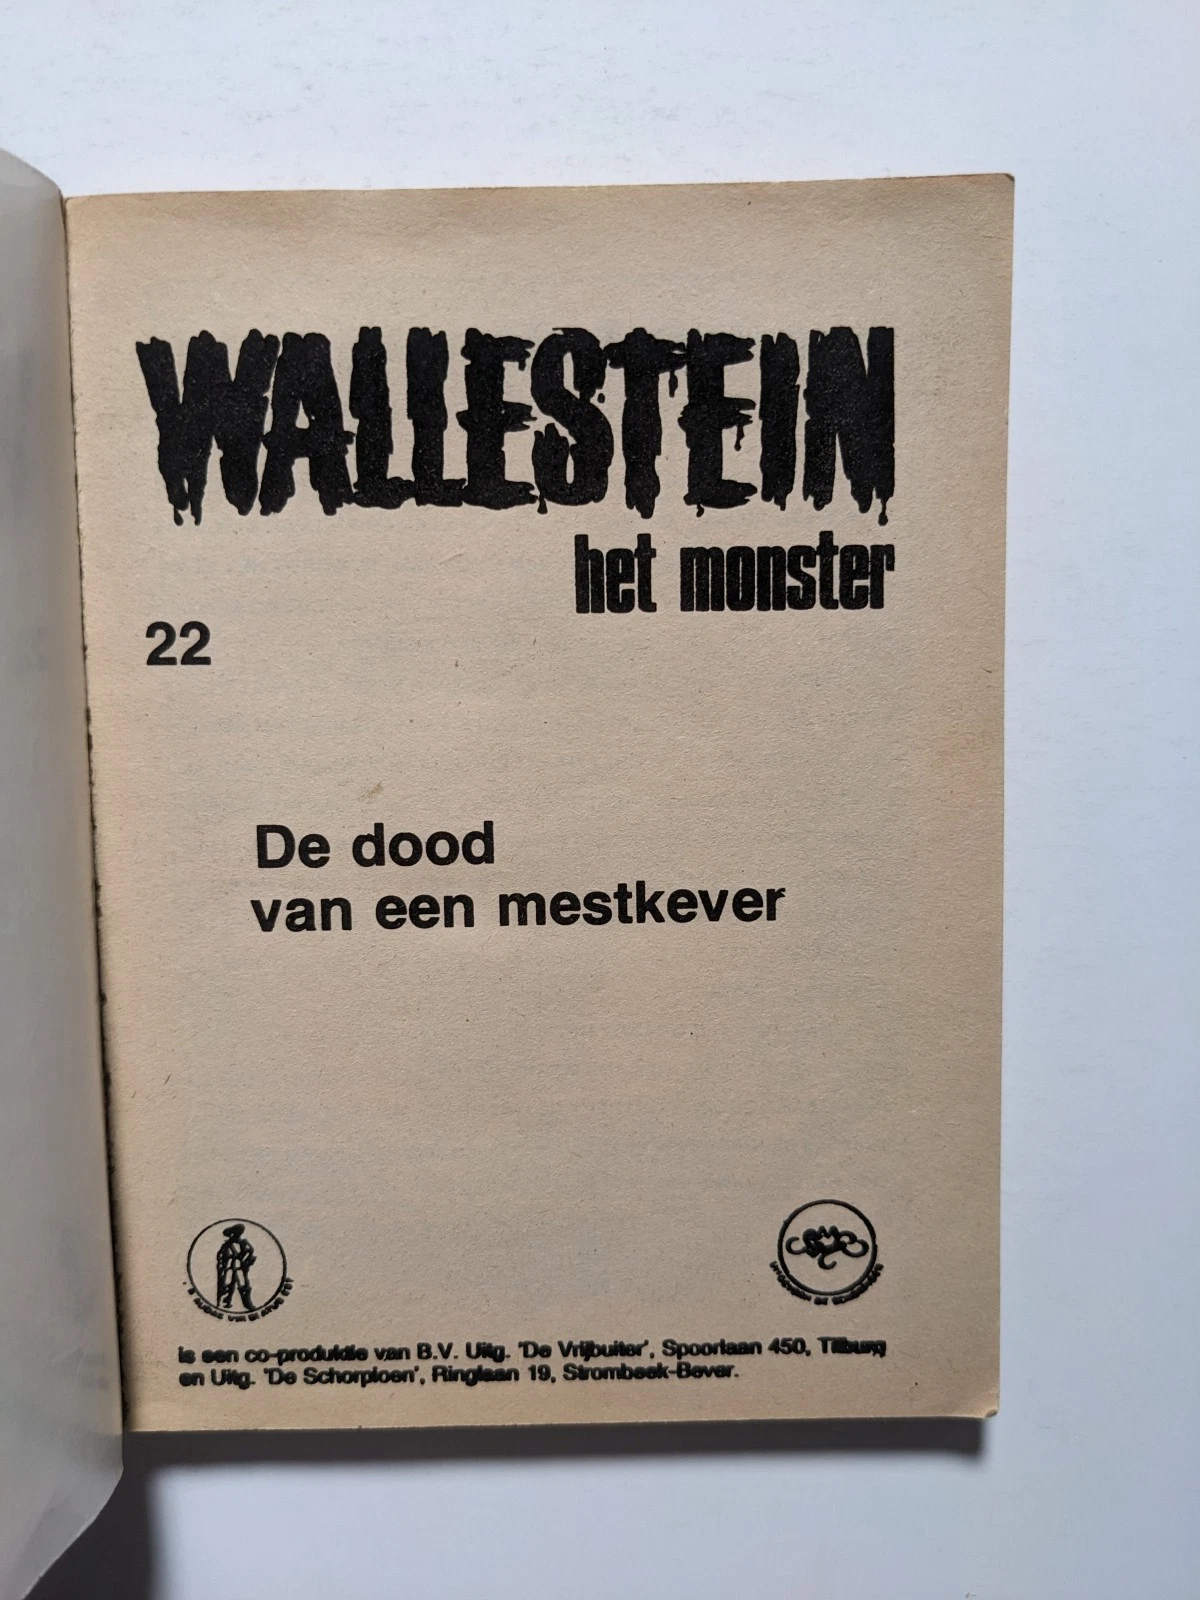 WALLESTEIN
het monster
22
De dood
van een mestkever
is een co-produktie van B.V. Uitg. 'De Vrijbuiter', Spoorlaan 450, Tilburg
en Uitg. 'De Schorpioen', Ringlaan 19, Strombeek-Bever.